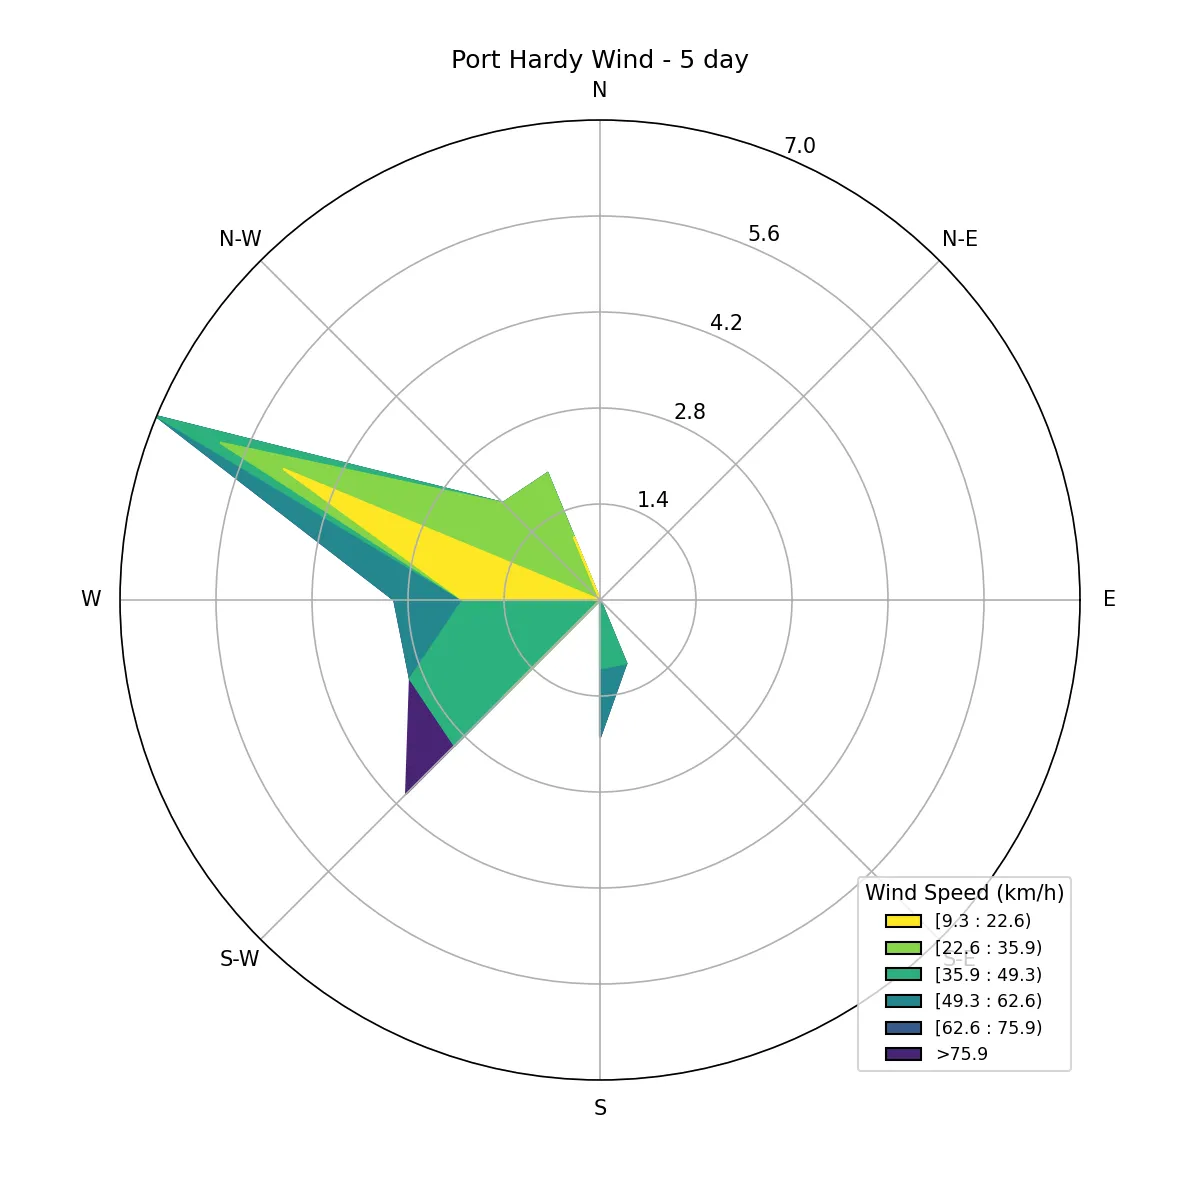 Port Hardy Wind - 5 day
N
7.0
N-W
5.6
N-E
4.2
2.8
1.4
W
E
Wind Speed (km/h)
[9.3 : 22.6)
[22.6 : 35.9)
S-W
S-E
[35.9 : 49.3)
[49.3 : 62.6)
[62.6 : 75.9)
>75.9
S